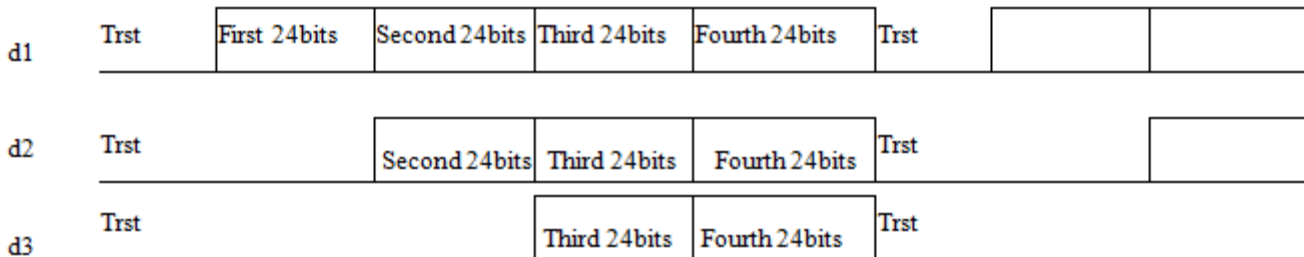 d1 Trst First 24bits Second 24bits Third 24bits Fourth 24bits Trst
d2 Trst Second 24bits Third 24bits Fourth 24bits Trst
d3 Trst Third 24bits Fourth 24bits Trst